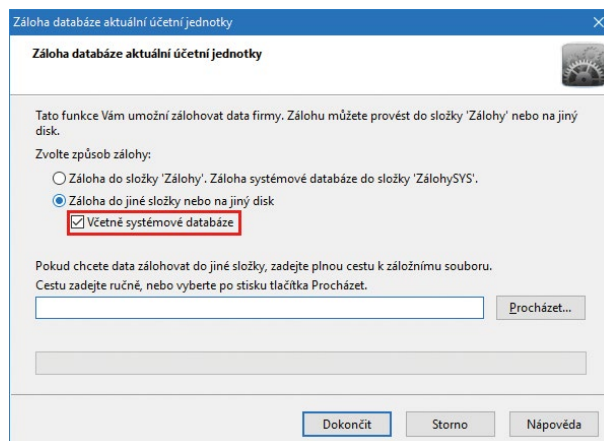 Záloha databáze aktuální účetní jednotky
Záloha databáze aktuální účetní jednotky
Tato funkce Vám umožní zálohovat data firmy. Zálohu můžete provést do složky 'Zálohy' nebo na jiný
disk.
Zvolte způsob zálohy:
Záloha do složky 'Zálohy'. Záloha systémové databáze do složky 'ZálohySYS'.
Záloha do jiné složky nebo na jiný disk
Včetně systémové databáze
Pokud chcete data zálohovat do jiné složky, zadejte plnou cestu k záložnímu souboru.
Cestu zadejte ručně, nebo vyberte po stisku tlačítka Procházet.
Procházet...
Dokončit Storno Nápověda